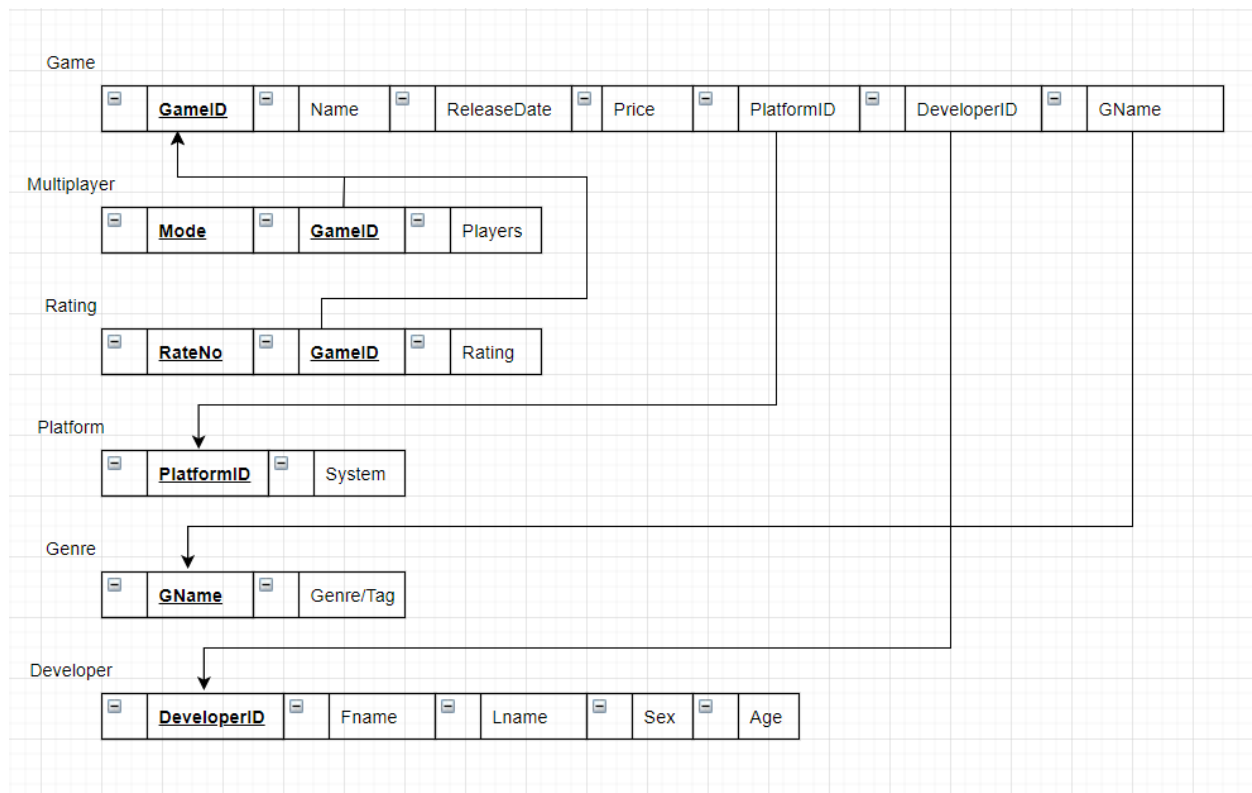 Game
GameID Name ReleaseDate Price PlatformID DeveloperID GName
Multiplayer
Mode GameID Players
Rating
RateNo GameID Rating
Platform
PlatformID System
Genre
GName Genre/Tag
Developer
DeveloperID Fname Lname Sex Age